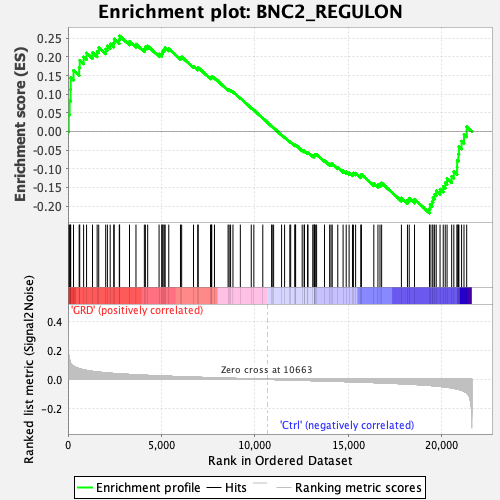 Enrichment plot: BNC2_REGULON
Enrichment score (ES)
0.25
0.20
0.15
0.10
0.05
0.00
-0.05
-0.10
-0.15
-0.20
'GRD' (positively correlated)
Ranked list metric (Signal2Noise)
0.4
0.2
0.0
-0.2
Zero cross at 10663
'Ctrl' (negatively correlated)
0
5,000
10,000
15,000
20,000
Rank in Ordered Dataset
Enrichment profile
Hits
Ranking metric scores